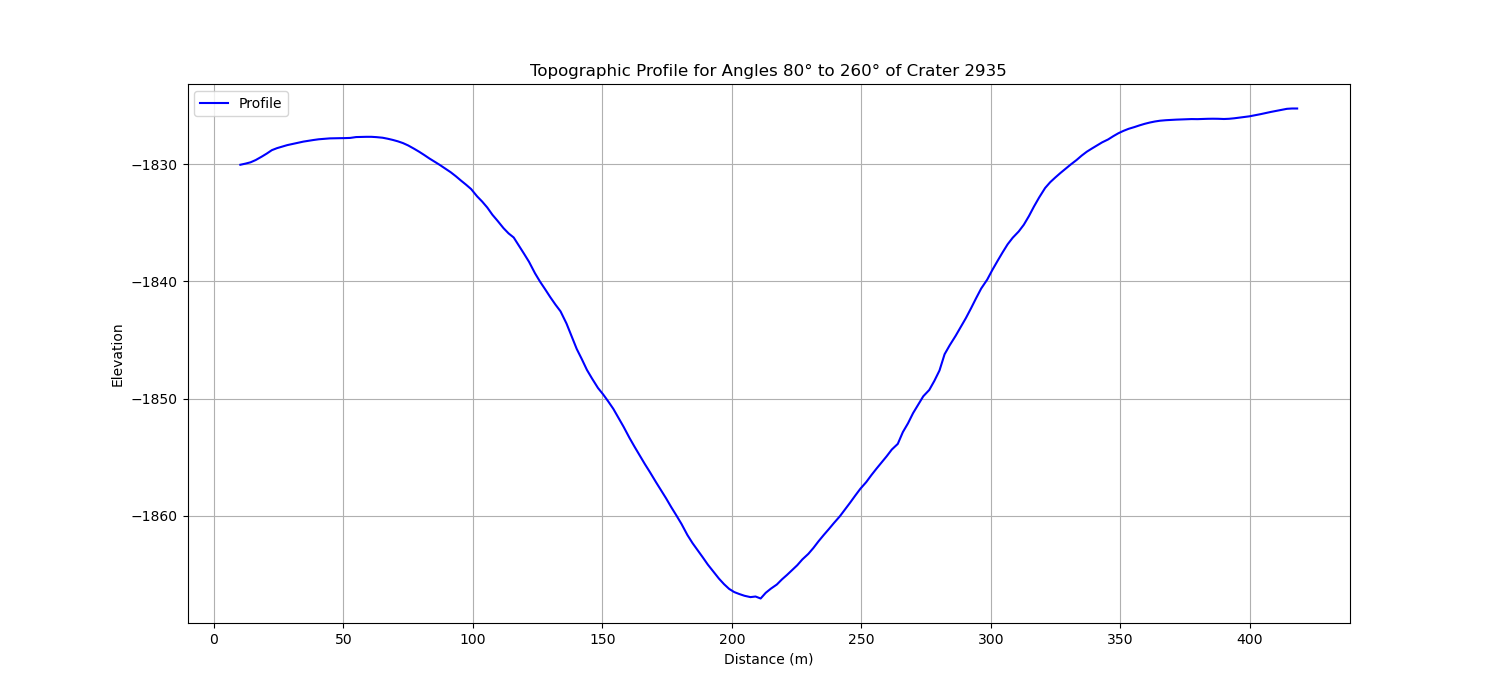 Topographic Profile for Angles 80° to 260° of Crater 2935
Profile
−1830
−1840
−1850
−1860
Elevation
0 50 100 150 200 250 300 350 400
Distance (m)